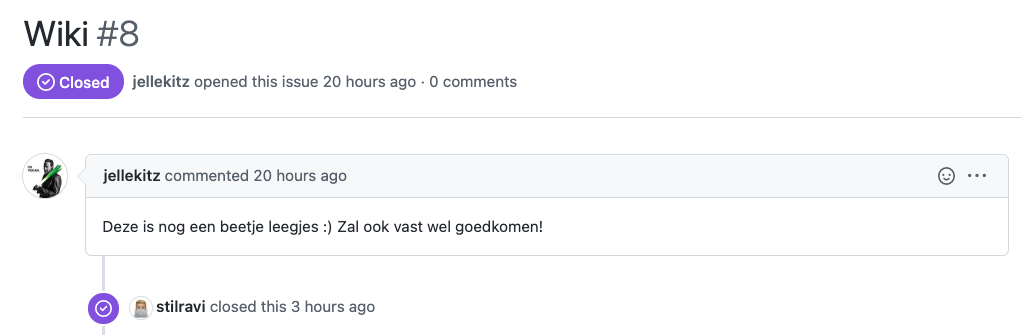 Wiki #8
Closed jellekitz opened this issue 20 hours ago · 0 comments
jellekitz commented 20 hours ago
Deze is nog een beetje leegjes :) Zal ook vast wel goedkomen!
stilravi closed this 3 hours ago